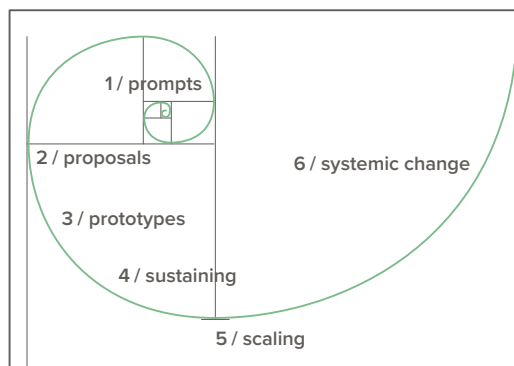 1 / prompts
2 / proposals
3 / prototypes
4 / sustaining
5 / scaling
6 / systemic change